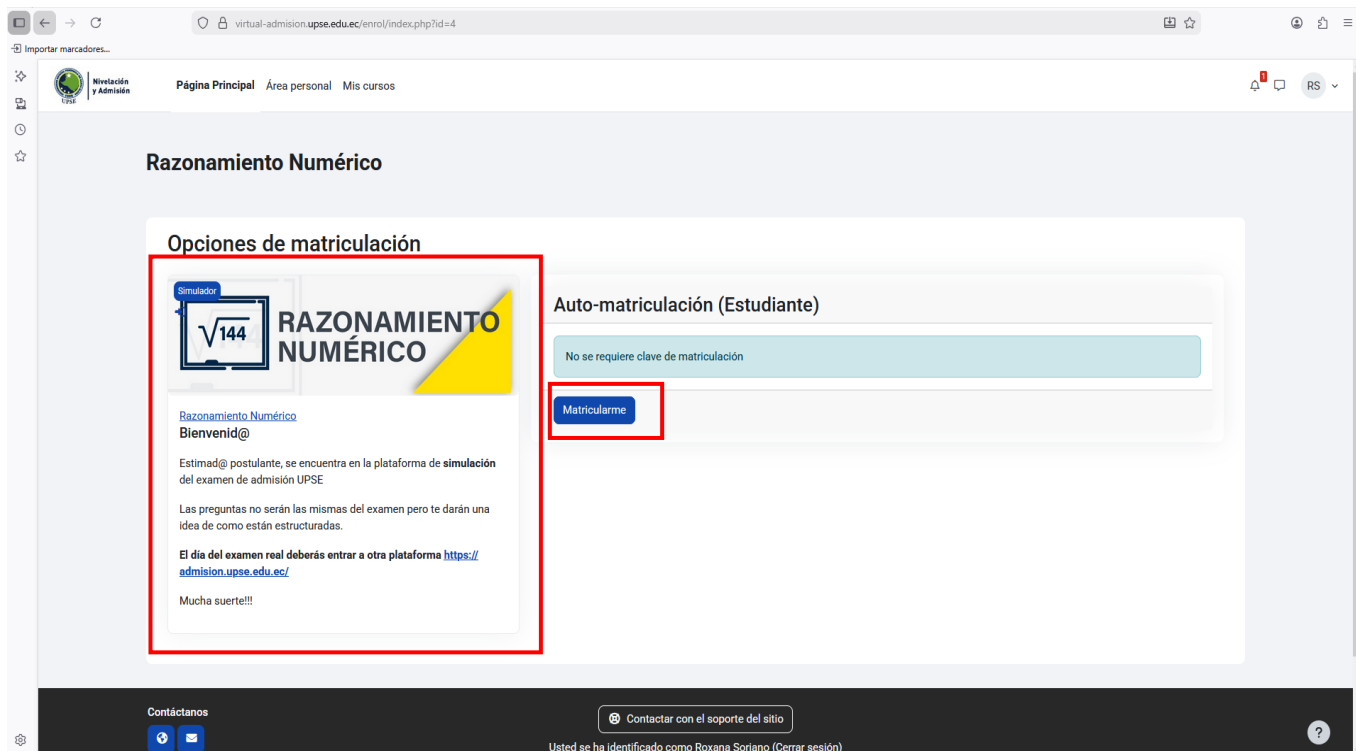 virtual-admision.upse.edu.ec/enrol/index.php?id=4
Importar marcadores...
UPSE
Nivelación
y Admisión
Página Principal
Área personal
Mis cursos
1
RS
Razonamiento Numérico
Opciones de matriculación
Simulador
√144
RAZONAMIENTO
NUMÉRICO
Razonamiento Numérico
Bienvenid@
Estimad@ postulante, se encuentra en la plataforma de simulación
del examen de admisión UPSE
Las preguntas no serán las mismas del examen pero te darán una
idea de como están estructuradas.
El día del examen real deberás entrar a otra plataforma https://
admision.upse.edu.ec/
Mucha suerte!!!
Auto-matriculación (Estudiante)
No se requiere clave de matriculación
Matricularme
Contáctanos
Contactar con el soporte del sitio
Usted se ha identificado como Roxana Soriano (Cerrar sesión)
?